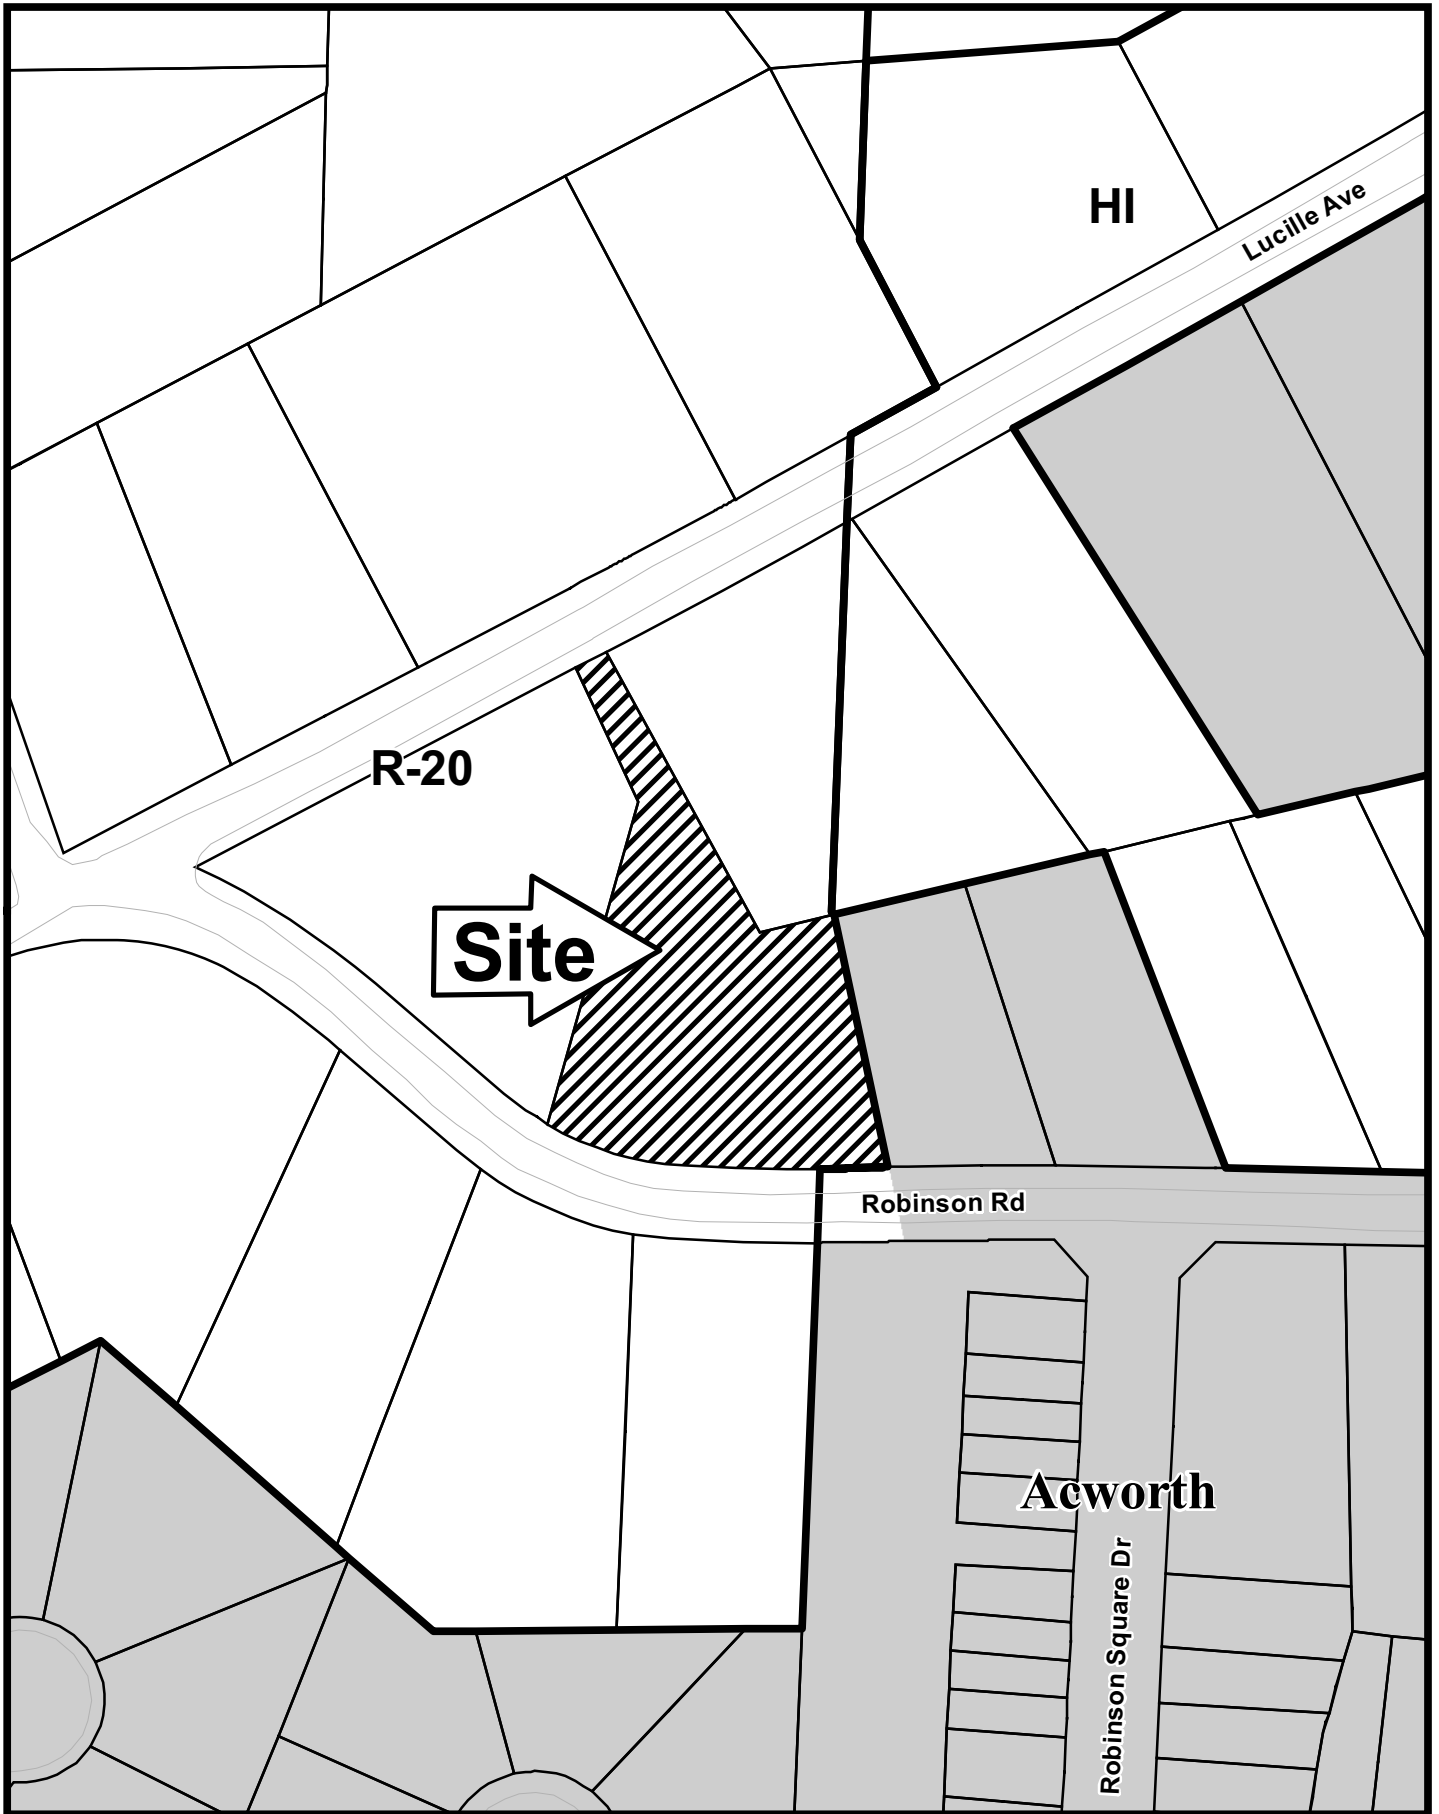 HI
Lucille Ave
R-20
Site
Robinson Rd
Acworth
Robinson Square Dr